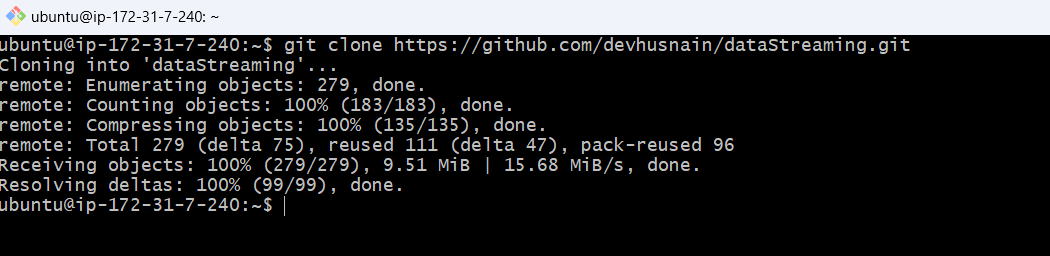 ubuntu@ip-172-31-7-240: ~
ubuntu@ip-172-31-7-240:~$ git clone https://github.com/devhusnain/dataStreaming.git
Cloning into 'dataStreaming'...
remote: Enumerating objects: 279, done.
remote: Counting objects: 100% (183/183), done.
remote: Compressing objects: 100% (135/135), done.
remote: Total 279 (delta 75), reused 111 (delta 47), pack-reused 96
Receiving objects: 100% (279/279), 9.51 MiB | 15.68 MiB/s, done.
Resolving deltas: 100% (99/99), done.
ubuntu@ip-172-31-7-240:~$